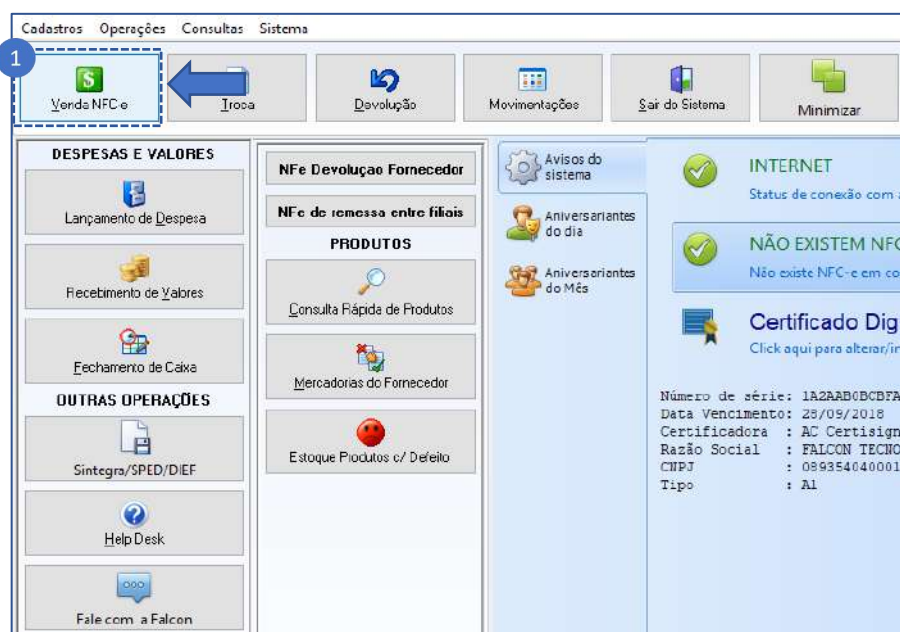 Cadastros Operações Consultas Sistema
1
Venda NFC-e
Troca
Devolução
Movimentações
Sair do Sistema
Minimizar
DESPESAS E VALORES
Lançamento de Despesa
Recebimento de Valores
Fechamento de Caixa
OUTRAS OPERAÇÕES
Sintegra/SPED/DIEF
Help Desk
Fale com a Falcon
NFe Devolução Fornecedor
NFe de remessa entre filiais
PRODUTOS
Consulta Rápida de Produtos
Mercadorias do Fornecedor
Estoque Produtos c/ Defeito
Avisos do
sistema
Aniversariantes
do dia
Aniversariantes
do Mês
INTERNET
Status de conexão com a
NÃO EXISTEM NFC
Não existe NFC-e em co
Certificado Dig
Click aqui para alterar/in
Número de série: 1A2AAB0BCBFA
Data Vencimento: 28/09/2018
Certificadora : AC Certisign
Razão Social : FALCON TECNO
CNPJ : 089354040001
Tipo : A1